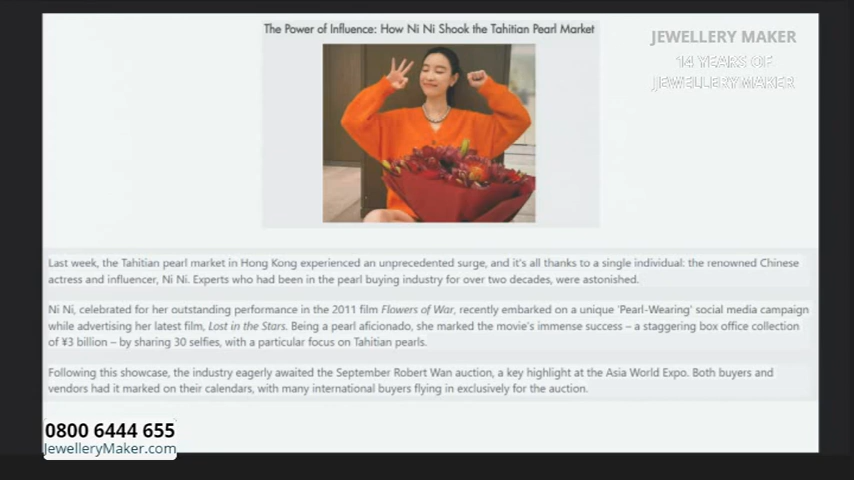 The Power of Influence: How Ni Ni Shook the Tahitian Pearl Market
JEWELLERY MAKER
14 YEARS OF
JEWELLERYMAKER
Last week, the Tahitian pearl market in Hong Kong experienced an unprecedented surge, and it's all thanks to a single individual: the renowned Chinese
actress and influencer, Ni Ni. Experts who had been in the pearl buying industry for over two decades, were astonished.
Ni Ni, celebrated for her outstanding performance in the 2011 film Flowers of War, recently embarked on a unique 'Pearl-Wearing' social media campaign
while advertising her latest film, Lost in the Stars. Being a pearl aficionado, she marked the movie's immense success – a staggering box office collection
of ¥3 billion – by sharing 30 selfies, with a particular focus on Tahitian pearls.
Following this showcase, the industry eagerly awaited the September Robert Wan auction, a key highlight at the Asia World Expo. Both buyers and
vendors had it marked on their calendars, with many international buyers flying in exclusively for the auction.
0800 6444 655
JewelleryMaker.com